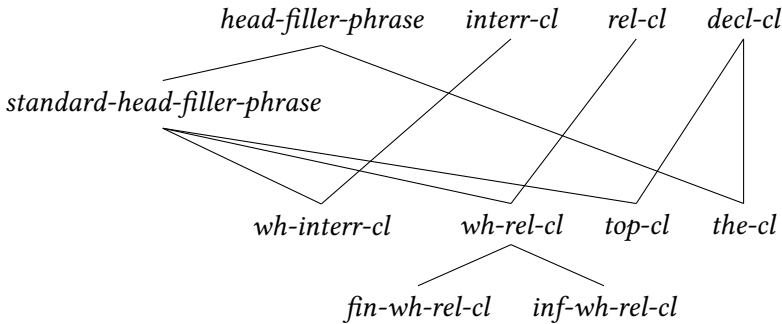 head-filler-phrase interr-cl rel-cl decl-cl
standard-head-filler-phrase
wh-interr-cl wh-rel-cl top-cl the-cl
fin-wh-rel-cl inf-wh-rel-cl